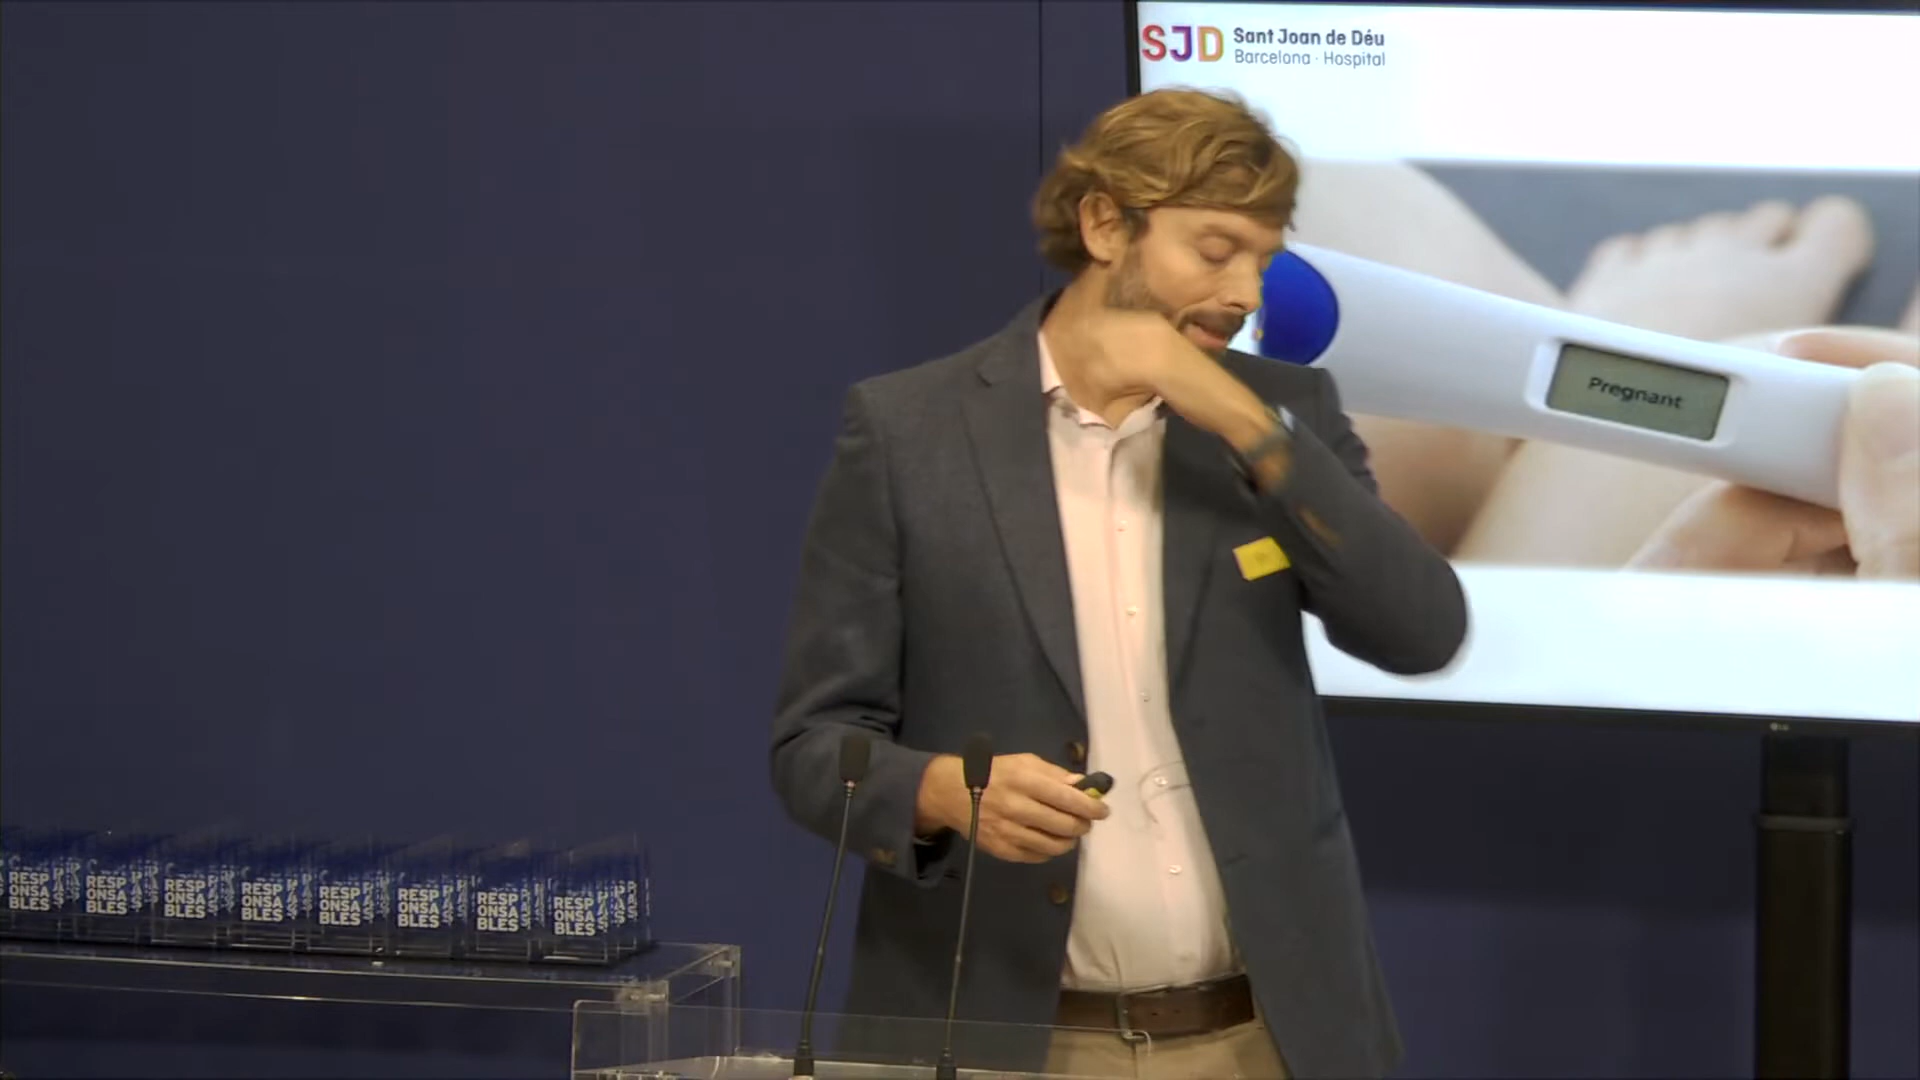 SJD Sant Joan de Déu
Barcelona · Hospital
Pregnant
LG
RESP
ONSA
BLES
RESP
ONSA
BLES
RESP
ONSA
BLES
RESP
ONSA
BLES
RESP
ONSA
BLES
RESP
ONSA
BLES
RESP
ONSA
BLES
RESP
ONSA
BLES